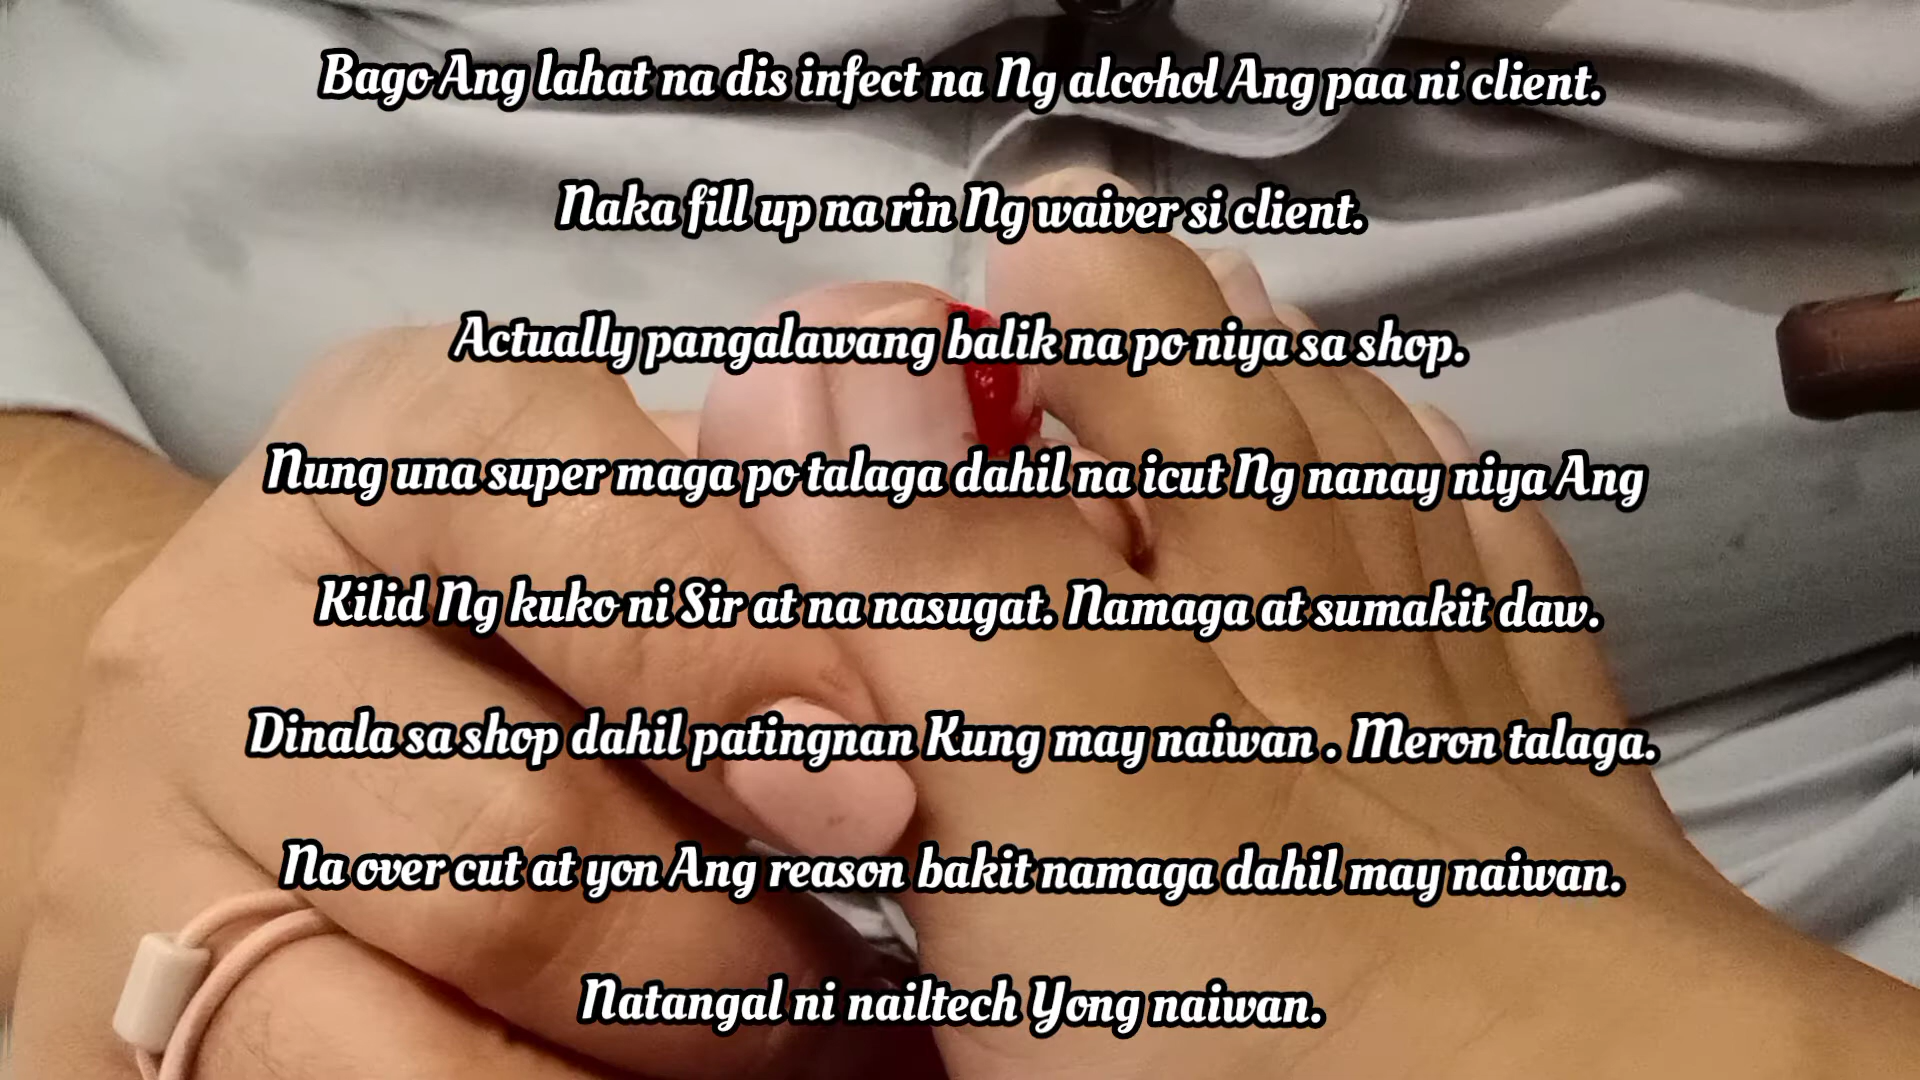 Bago Ang lahat na dis infect na Ng alcohol Ang paa ni client.
Naka fill up na rin Ng waiver si client.
Actually pangalawang balik na po niya sa shop.
Nung una super maga po talaga dahil na icut Ng nanay niya Ang
Kilid Ng kuko ni Sir at na nasugat. Namaga at sumakit daw.
Dinala sa shop dahil patingnan Kung may naiwan . Meron talaga.
Na over cut at yon Ang reason bakit namaga dahil may naiwan.
Natangal ni nailtech Yong naiwan.